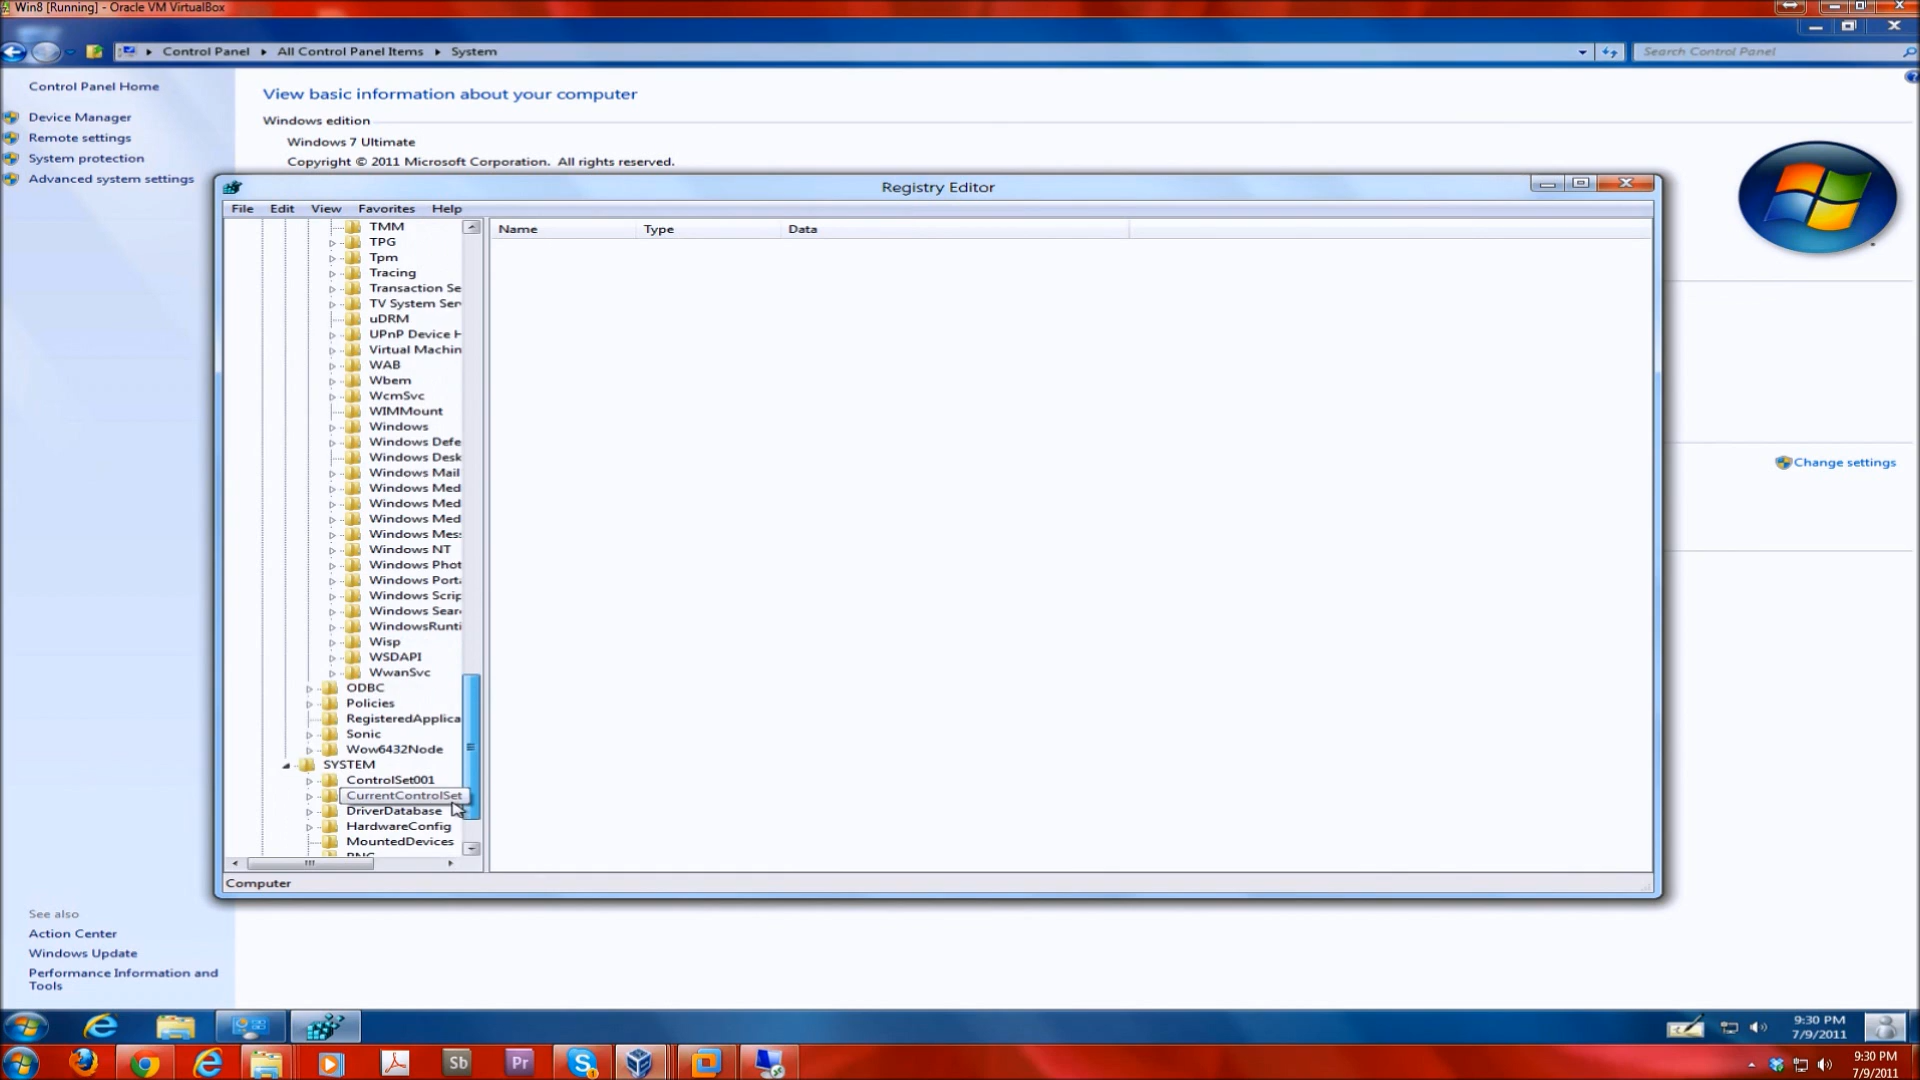 Win8 [Running] - Oracle VM VirtualBox
Control Panel
All Control Panel Items
System
Search Control Panel
Control Panel Home
Device Manager
Remote settings
System protection
Advanced system settings
View basic information about your computer
Windows edition
Windows 7 Ultimate
Copyright © 2011 Microsoft Corporation. All rights reserved.
Registry Editor
File Edit View Favorites Help
Name Type Data
TMM
TPG
Tpm
Tracing
Transaction Se
TV System Ser
uDRM
UPnP Device H
Virtual Machin
WAB
Wbem
WcmSvc
WIMMount
Windows
Windows Defe
Windows Desk
Windows Mail
Windows Med
Windows Med
Windows Med
Windows Mes
Windows NT
Windows Phot
Windows Port
Windows Scrip
Windows Sear
WindowsRunti
Wisp
WSDAPI
WwanSvc
ODBC
Policies
RegisteredApplica
Sonic
Wow6432Node
SYSTEM
ControlSet001
CurrentControlSet
DriverDatabase
HardwareConfig
MountedDevices
Computer
Change settings
See also
Action Center
Windows Update
Performance Information and
Tools
9:30 PM
7/9/2011
Sb
Pr
9:30 PM
7/9/2011